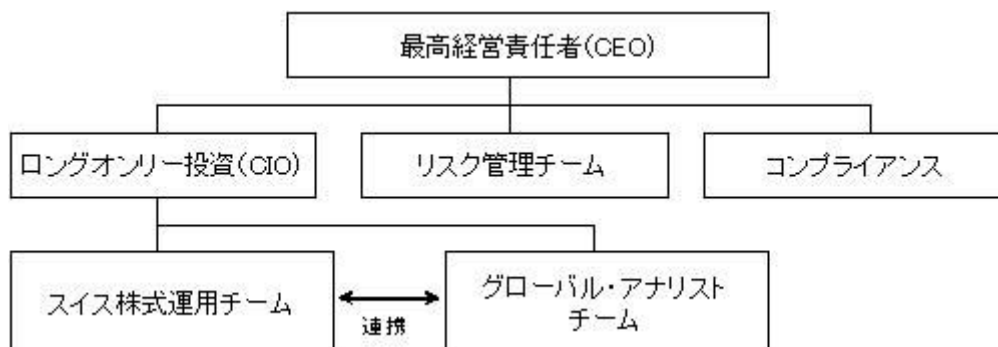 最高経営責任者(CEO)
ロングオンリー投資(CIO)
リスク管理チーム
コンプライアンス
スイス株式運用チーム
連携
グローバル・アナリスト
チーム